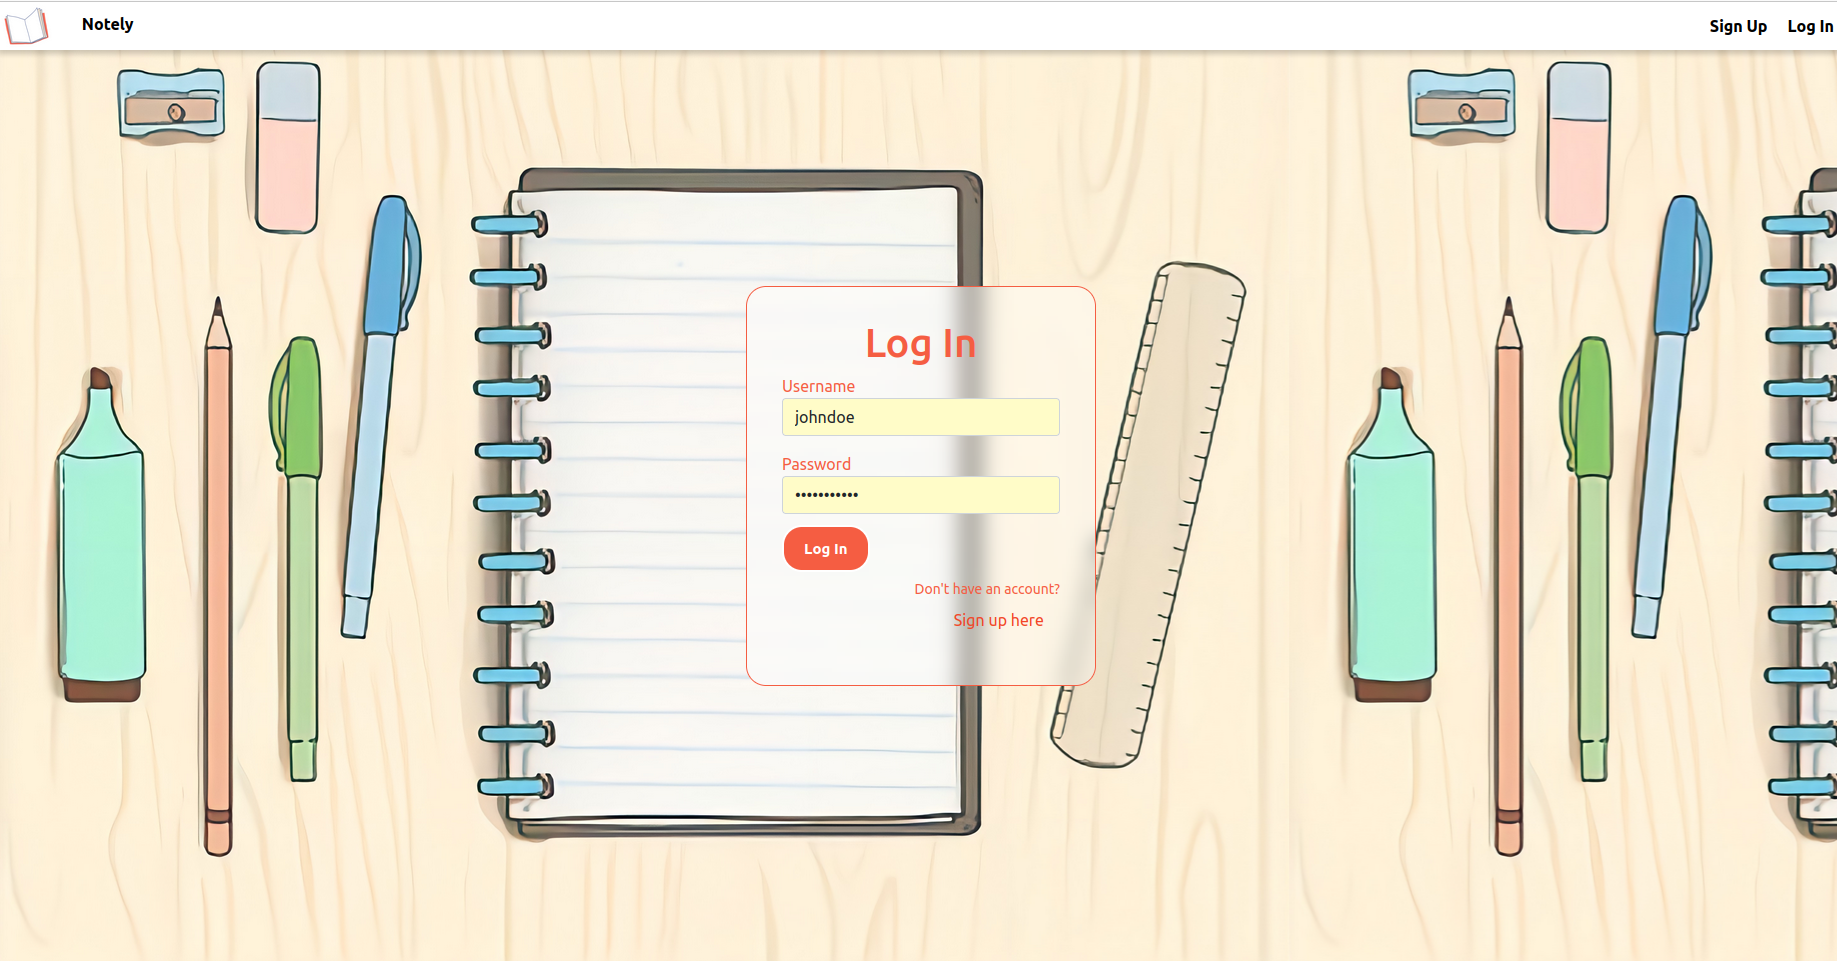 Notely
Sign Up Log In
Log In
Username
johndoe
Password
•••••••••••
Log In
Don't have an account?
Sign up here